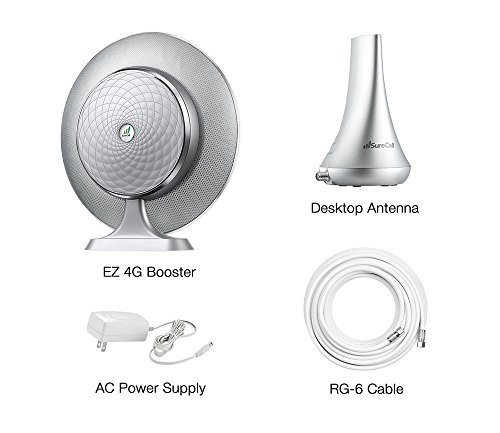 SureCall
Desktop Antenna
EZ 4G Booster
AC Power Supply
RG-6 Cable